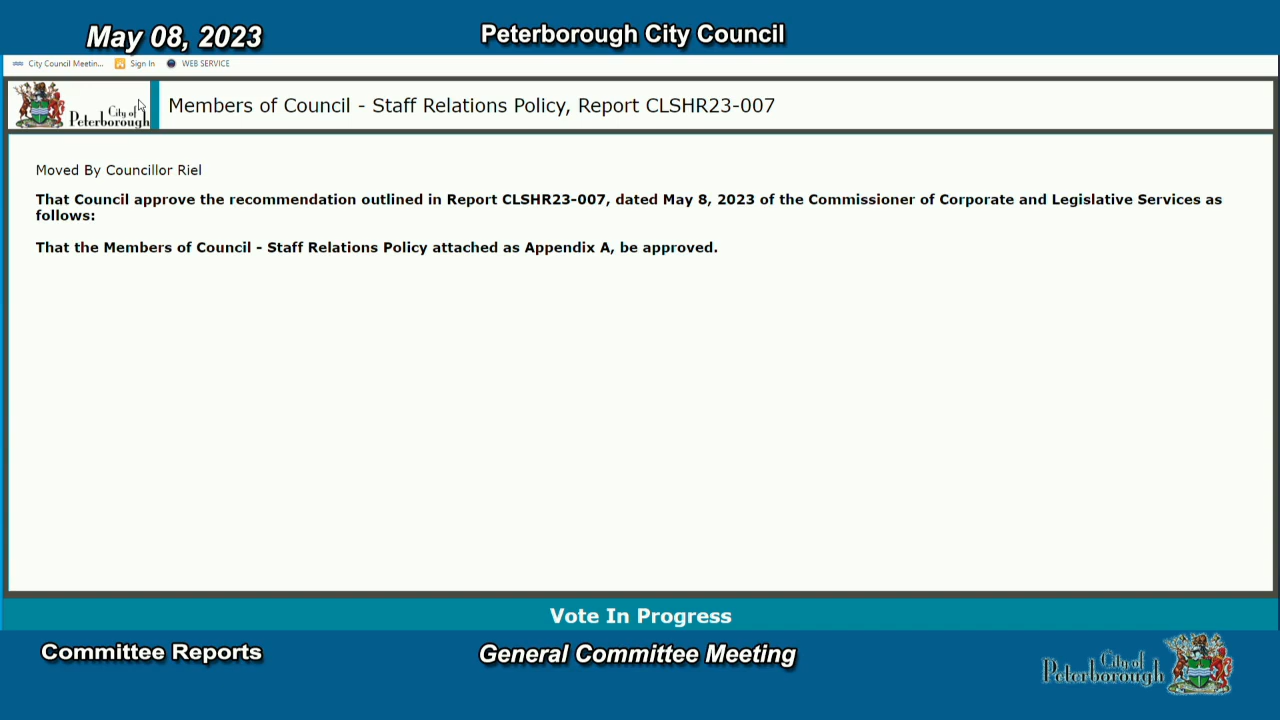 May 08, 2023
Peterborough City Council
City Council Meetin...
Sign In
WEB SERVICE
City of
Peterborough
Members of Council - Staff Relations Policy, Report CLSHR23-007
Moved By Councillor Riel
That Council approve the recommendation outlined in Report CLSHR23-007, dated May 8, 2023 of the Commissioner of Corporate and Legislative Services as
follows:
That the Members of Council - Staff Relations Policy attached as Appendix A, be approved.
Vote In Progress
Committee Reports
General Committee Meeting
City of
Peterborough